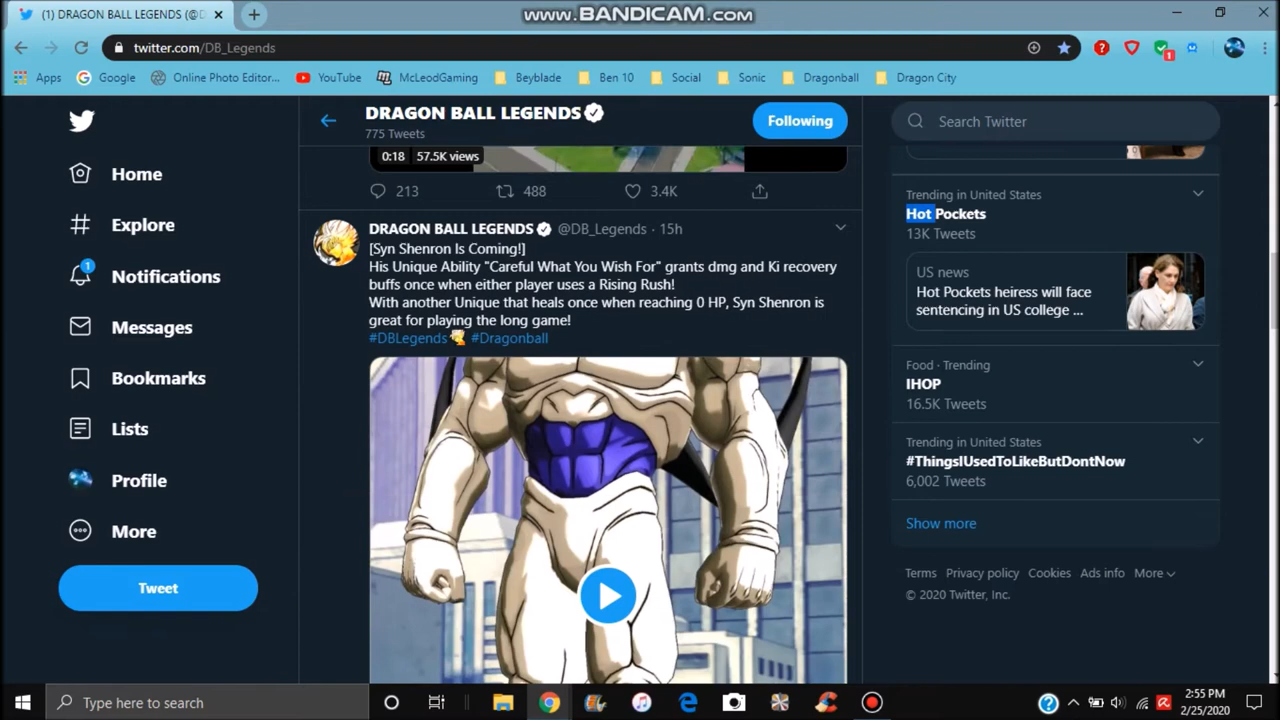 www.BANDICAM.com
(1) DRAGON BALL LEGENDS (@D
twitter.com/DB_Legends
Apps
Google
Online Photo Editor...
YouTube
McLeodGaming
Beyblade
Ben 10
Social
Sonic
Dragonball
Dragon City
1
Home
Explore
1
Notifications
Messages
Bookmarks
Lists
Profile
More
Tweet
DRAGON BALL LEGENDS
775 Tweets
Following
0:18 57.5K views
213 488 3.4K
DRAGON BALL LEGENDS @DB_Legends · 15h
[Syn Shenron Is Coming!]
His Unique Ability "Careful What You Wish For" grants dmg and Ki recovery
buffs once when either player uses a Rising Rush!
With another Unique that heals once when reaching 0 HP, Syn Shenron is
great for playing the long game!
#DBLegends #Dragonball
Search Twitter
Trending in United States
Hot Pockets
13K Tweets
US news
Hot Pockets heiress will face
sentencing in US college ...
Food · Trending
IHOP
16.5K Tweets
Trending in United States
#ThingsIUsedToLikeButDontNow
6,002 Tweets
Show more
Terms Privacy policy Cookies Ads info More
© 2020 Twitter, Inc.
Type here to search
2:55 PM
2/25/2020